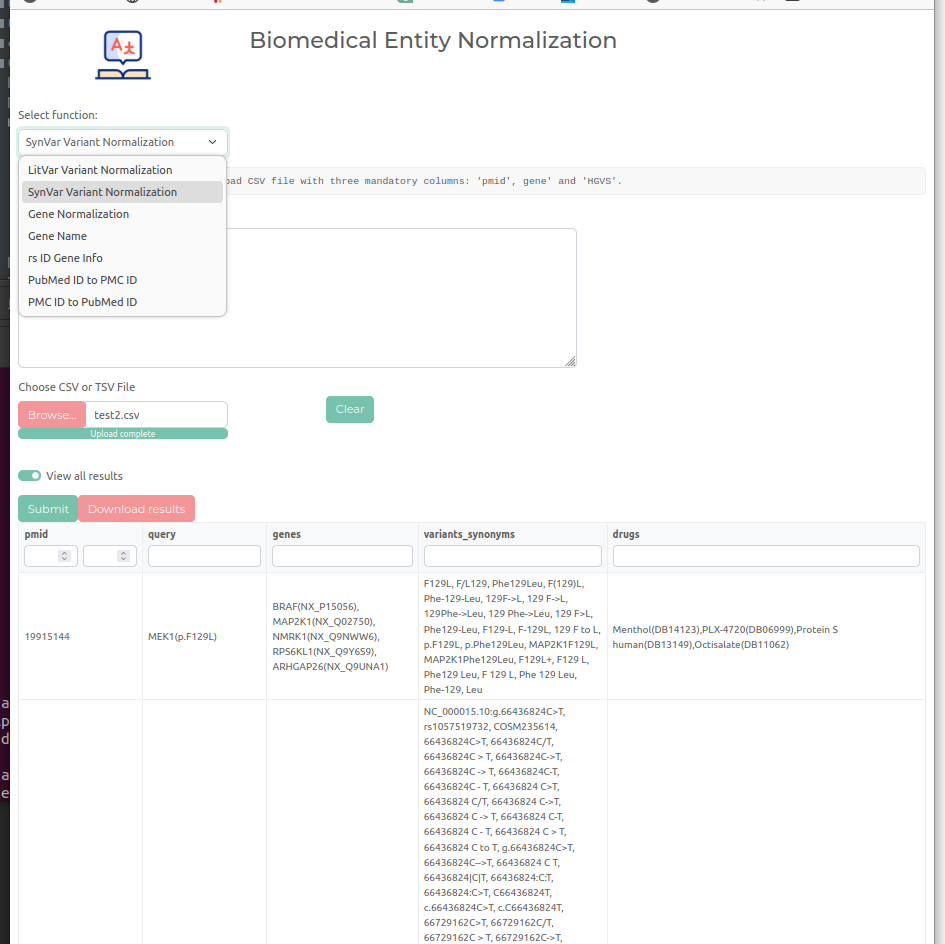 Biomedical Entity Normalization
Select function:
SynVar Variant Normalization
LitVar Variant Normalization
SynVar Variant Normalization
Gene Normalization
Gene Name
rs ID Gene Info
PubMed ID to PMC ID
PMC ID to PubMed ID
CSV file with three mandatory columns: 'pmid', gene' and 'HGVS'.
Choose CSV or TSV File
Browse... test2.csv
Upload complete
Clear
View all results
Submit Download results
pmid query genes variants_synonyms drugs
19915144
MEK1(p.F129L)
BRAF(NX_P15056),
MAP2K1(NX_Q02750),
NMRK1(NX_Q9NWW6),
RPS6KL1(NX_Q9Y6S9),
ARHGAP26(NX_Q9UNA1)
F129L, F/L129, Phe129Leu, F(129)L,
Phe-129-Leu, 129F->L, 129 F->L,
129Phe->Leu, 129 Phe->Leu, 129 F>L,
Phe129-Leu, F129-L, F-129L, 129 F to L,
p.F129L, p.Phe129Leu, MAP2K1F129L,
MAP2K1Phe129Leu, F129L+, F129 L,
Phe129 Leu, F 129 L, Phe 129 Leu,
Phe-129, Leu
Menthol(DB14123),PLX-4720(DB06999),Protein S
human(DB13149),Octisalate(DB11062)
NC_000015.10:g.66436824C>T,
rs1057519732, COSM235614,
66436824C>T, 66436824C/T,
66436824C > T, 66436824C->T,
66436824C -> T, 66436824C-T,
66436824C - T, 66436824 C>T,
66436824 C/T, 66436824 C->T,
66436824 C -> T, 66436824 C-T,
66436824 C - T, 66436824 C > T,
66436824 C to T, g.66436824C>T,
66436824C-->T, 66436824 C T,
66436824|C|T, 66436824:C:T,
66436824:C>T, C66436824T,
c.66436824C>T, c.C66436824T,
66729162C>T, 66729162C/T,
66729162C > T, 66729162C->T,